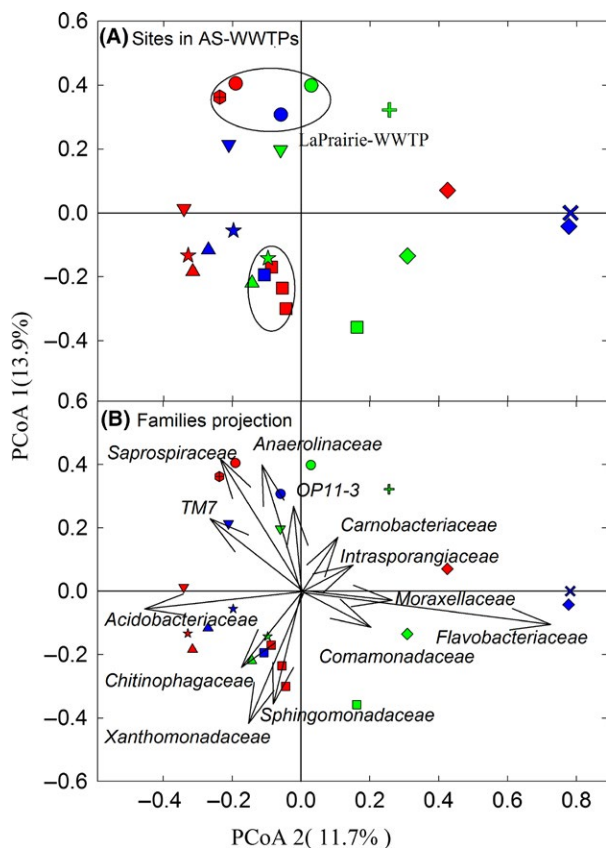 (A) Sites in AS-WWTPs
0.6
0.4
0.2
0.0
−0.2
−0.4
0.6
LaPrairie-WWTP
PCoA 1(13.9%)
(B) Families projection
Saprospiraceae
Anaerolinaceae
OP11-3
TM7
Carnobacteriaceae
Intrasporangiaceae
Moraxellaceae
Acidobacteriaceae
Flavobacteriaceae
Comamonadaceae
Chitinophagaceae
Sphingomonadaceae
Xanthomonadaceae
0.4
0.2
0.0
−0.2
−0.4
−0.6
−0.4 −0.2 0.0 0.2 0.4 0.6 0.8
PCoA 2( 11.7% )